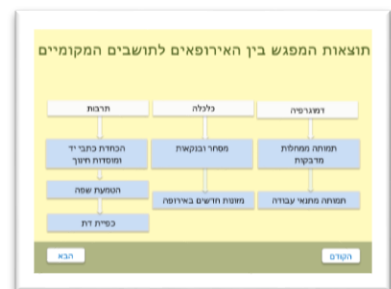 תוצאות המפגש בין האירופאים לתושבים המקומיים
דמוגרפיה
תמותה ממחלות
מדבקות
תמותה מתנאי עבודה
כלכלה
מסחר ובנקאות
מזונות חדשים באירופה
תרבות
הכחדת כתבי יד
ומוסדות חינוך
הטמעת שפה
כפיית דת
הקודם
הבא